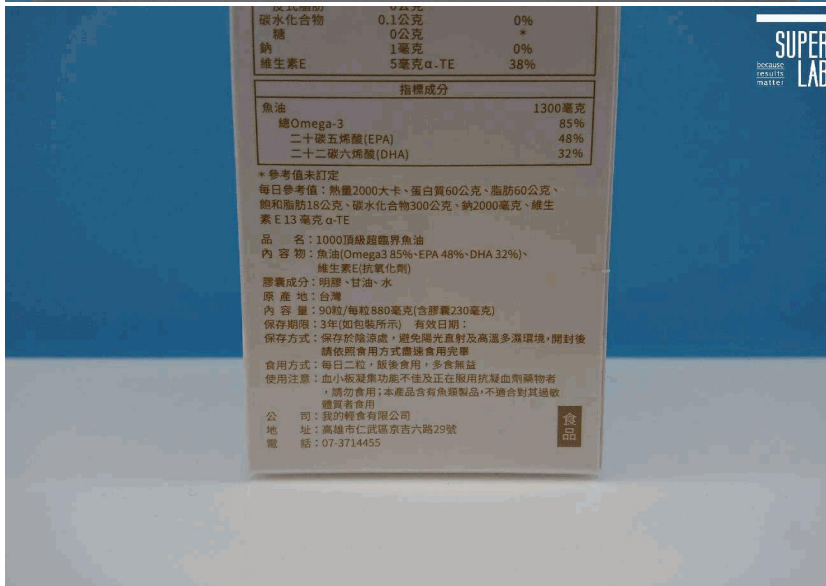 反式脂肪 0公克
碳水化合物 0.1公克 0%
糖 0公克 *
鈉 1毫克 0%
維生素E 5毫克α-TE 38%
指標成分
魚油 1300毫克
總Omega-3 85%
二十碳五烯酸(EPA) 48%
二十二碳六烯酸(DHA) 32%
*參考值未訂定
每日參考值：熱量2000大卡、蛋白質60公克、脂肪60公克、
飽和脂肪18公克、碳水化合物300公克、鈉2000毫克、維生
素E 13 毫克 α-TE
品 名：1000頂級超臨界魚油
內 容 物：魚油(Omega3 85%、EPA 48%、DHA 32%)、
維生素E(抗氧化劑)
膠囊成分：明膠、甘油、水
原 產 地：台灣
內 容 量：90粒/每粒880毫克(含膠囊230毫克)
保存期限：3年(如包裝所示) 有效日期：
保存方式：保存於陰涼處，避免陽光直射及高溫多濕環境，開封後
請依照食用方式盡速食用完畢
食用方式：每日二粒，飯後食用，多食無益
使用注意：血小板凝集功能不佳及正在服用抗凝血劑藥物者
，請勿食用；本產品含有魚類製品，不適合對其過敏
體質者食用
公 司：我的輕食有限公司
地 址：高雄市仁武區京吉六路29號
電 話：07-3714455
食品
SUPER
LAB
because
results
matter